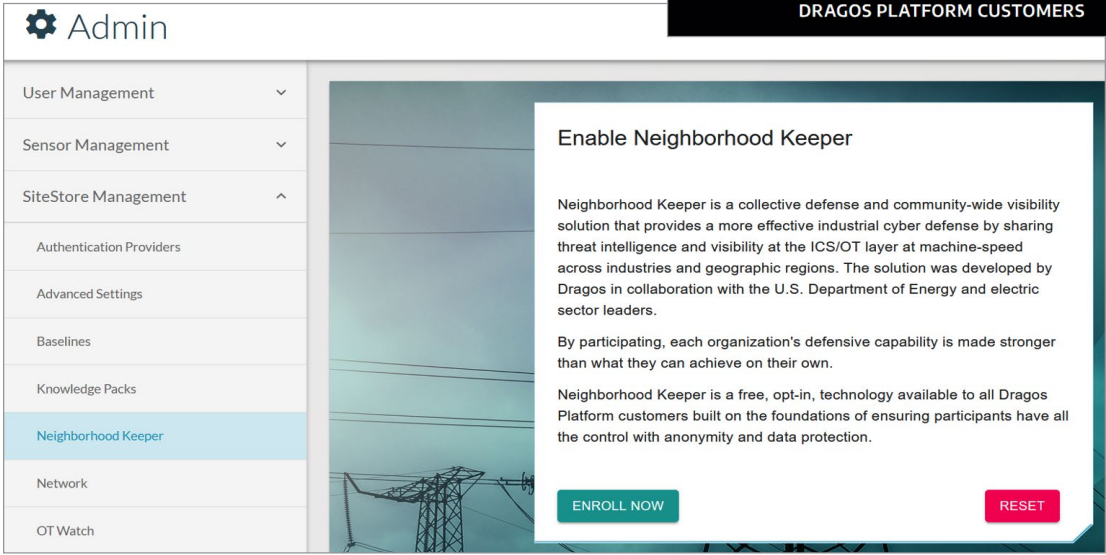 DRAGOS PLATFORM CUSTOMERS
Admin
User Management
Sensor Management
SiteStore Management
Authentication Providers
Advanced Settings
Baselines
Knowledge Packs
Neighborhood Keeper
Network
OT Watch
Enable Neighborhood Keeper
Neighborhood Keeper is a collective defense and community-wide visibility
solution that provides a more effective industrial cyber defense by sharing
threat intelligence and visibility at the ICS/OT layer at machine-speed
across industries and geographic regions. The solution was developed by
Dragos in collaboration with the U.S. Department of Energy and electric
sector leaders.
By participating, each organization's defensive capability is made stronger
than what they can achieve on their own.
Neighborhood Keeper is a free, opt-in, technology available to all Dragos
Platform customers built on the foundations of ensuring participants have all
the control with anonymity and data protection.
ENROLL NOW
RESET